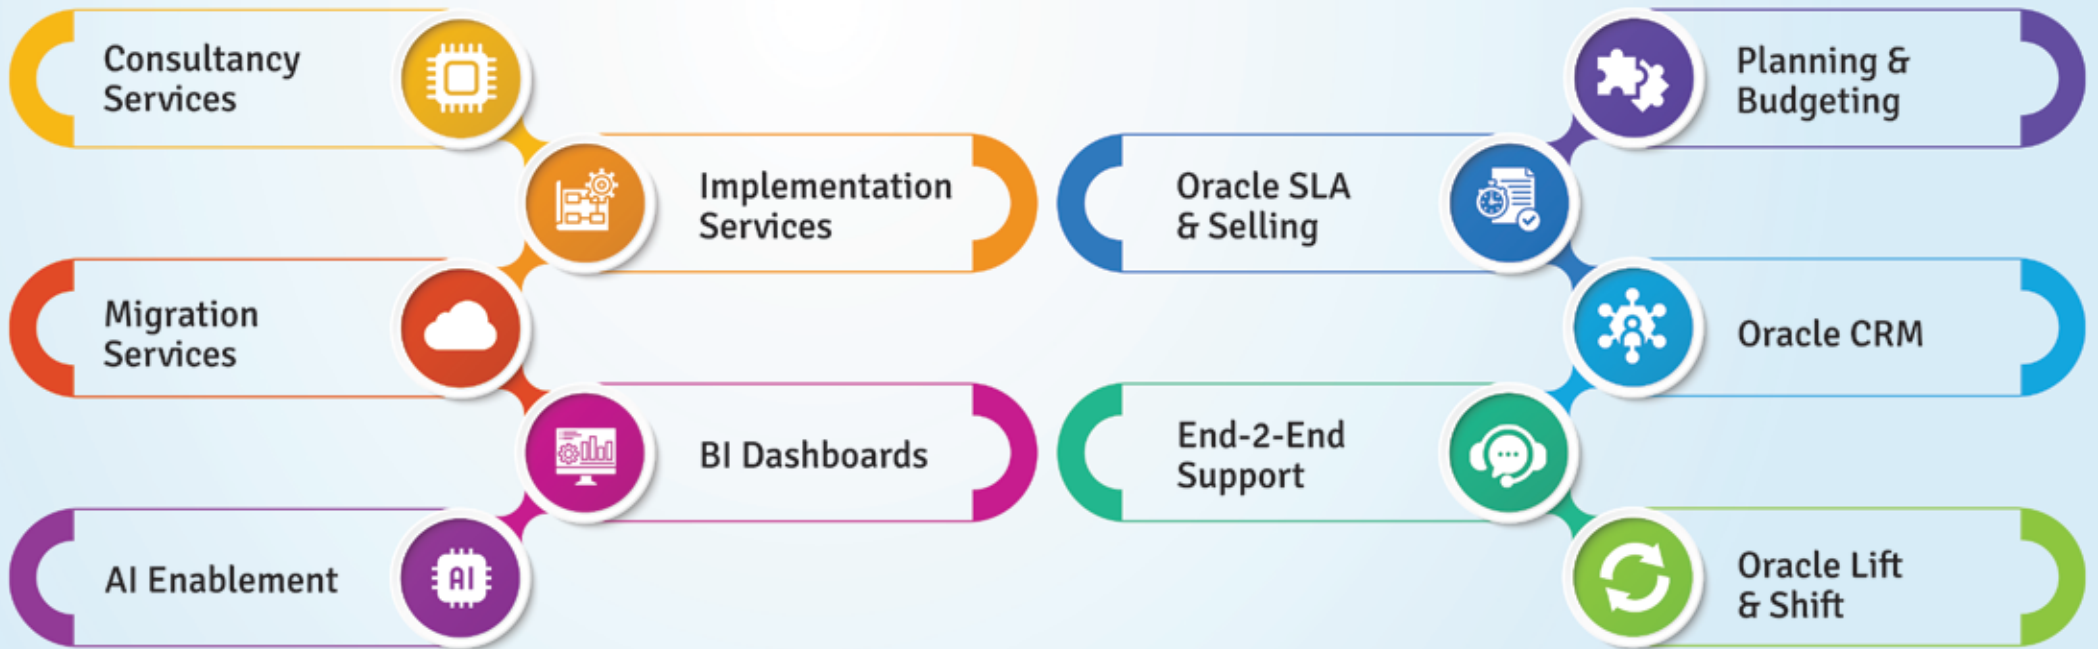 Consultancy
Services
Implementation
Services
Migration
Services
BI Dashboards
AI Enablement
AI
Planning &
Budgeting
Oracle SLA
& Selling
Oracle CRM
End-2-End
Support
Oracle Lift
& Shift